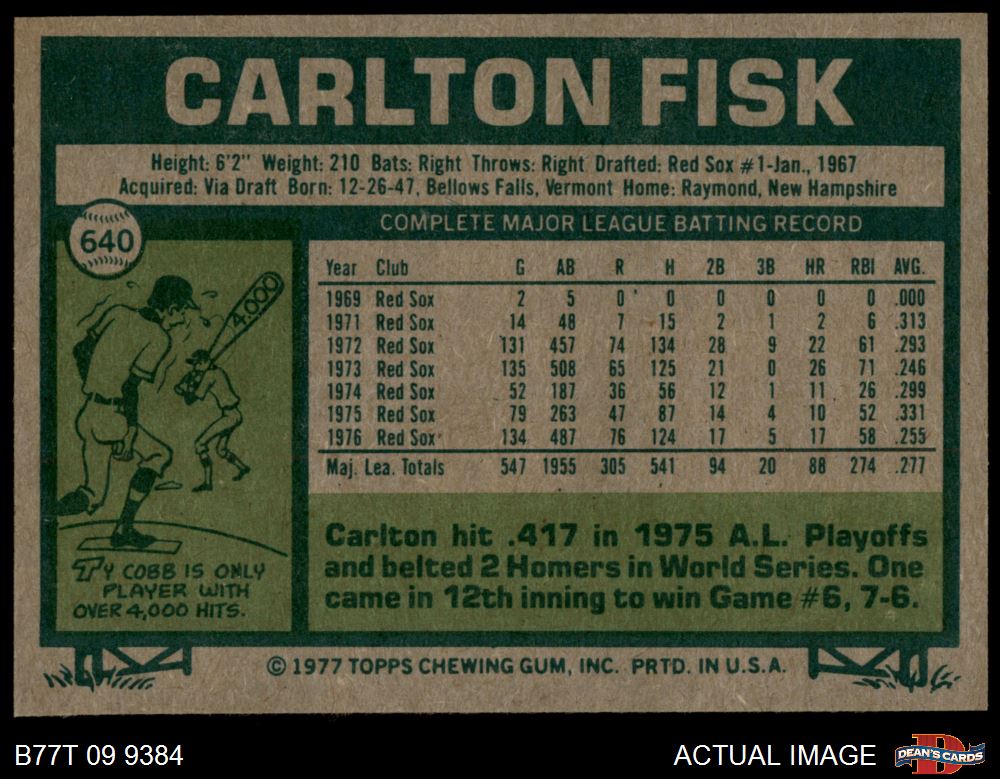 CARLTON FISK
Height: 6'2" Weight: 210 Bats: Right Throws: Right Drafted: Red Sox #1-Jan., 1967
Acquired: Via Draft Born: 12-26-47, Bellows Falls, Vermont Home: Raymond, New Hampshire
640
COMPLETE MAJOR LEAGUE BATTING RECORD
Year Club G AB R H 2B 3B HR RBI AVG.
1969 Red Sox 2 5 0 0 0 0 0 0 .000
1971 Red Sox 14 48 7 15 2 1 2 6 .313
1972 Red Sox 131 457 74 134 28 9 22 61 .293
1973 Red Sox 135 508 65 125 21 0 26 71 .246
1974 Red Sox 52 187 36 56 12 1 11 26 .299
1975 Red Sox 79 263 47 87 14 4 10 52 .331
1976 Red Sox 134 487 76 124 17 5 17 58 .255
Maj. Lea. Totals 547 1955 305 541 94 20 88 274 .277
4,000
TY COBB IS ONLY
PLAYER WITH
OVER 4,000 HITS.
Carlton hit .417 in 1975 A.L. Playoffs
and belted 2 Homers in World Series. One
came in 12th inning to win Game #6, 7-6.
© 1977 TOPPS CHEWING GUM, INC. PRTD. IN U.S.A.
B77T 09 9384
ACTUAL IMAGE
D
DEAN'S CARDS